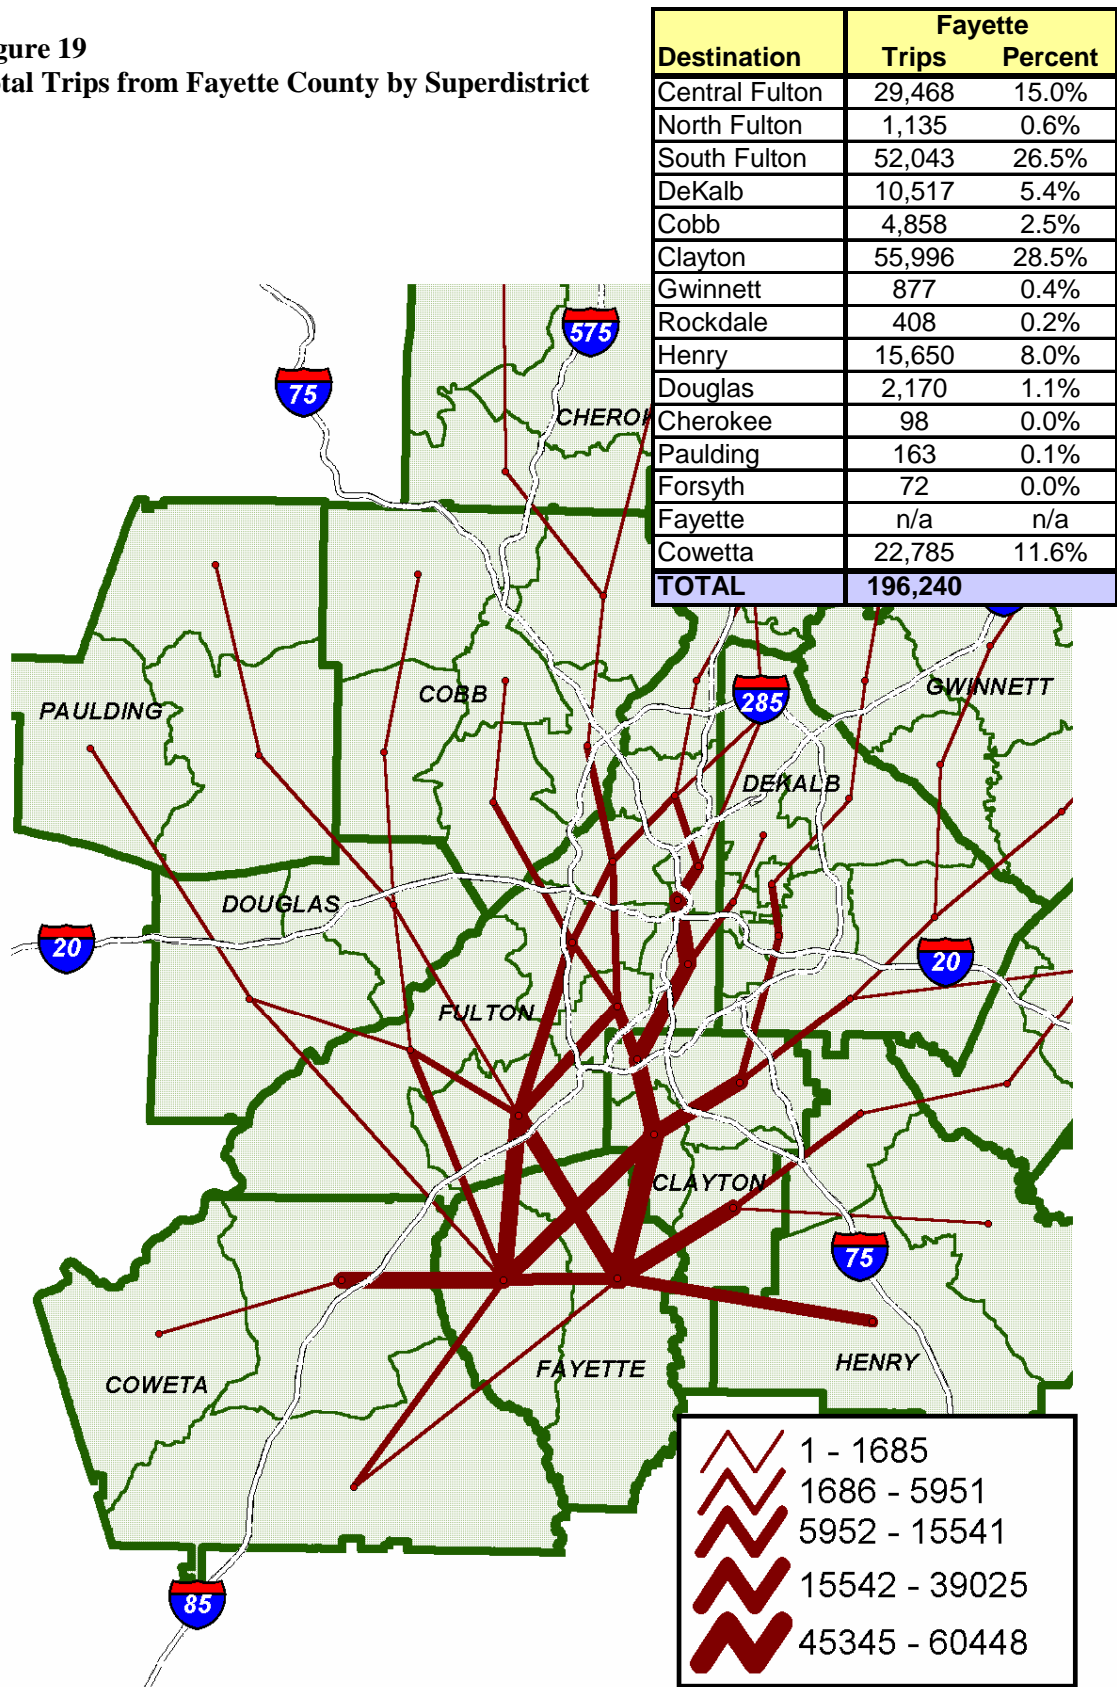 gure 19
otal Trips from Fayette County by Superdistrict
Fayette
Destination Trips Percent
Central Fulton 29,468 15.0%
North Fulton 1,135 0.6%
South Fulton 52,043 26.5%
DeKalb 10,517 5.4%
Cobb 4,858 2.5%
Clayton 55,996 28.5%
Gwinnett 877 0.4%
Rockdale 408 0.2%
Henry 15,650 8.0%
Douglas 2,170 1.1%
Cherokee 98 0.0%
Paulding 163 0.1%
Forsyth 72 0.0%
Fayette n/a n/a
Cowetta 22,785 11.6%
TOTAL 196,240
575
75
CHEROK
PAULDING
COBB
285
GWINNETT
DEKALB
DOUGLAS
20
20
FULTON
CLAYTON
75
COWETA
FAYETTE
HENRY
85
1 - 1685
1686 - 5951
5952 - 15541
15542 - 39025
45345 - 60448